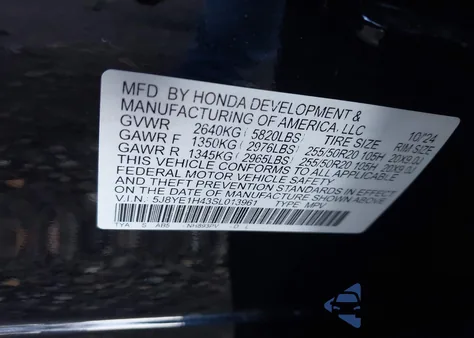 MFD BY HONDA DEVELOPMENT &
MANUFACTURING OF AMERICA, LLC 10/24
GVWR 2640KG 5820LBS TIRE SIZE RIM SIZE
GAWR F 1350KG 2976LBS 255/50R20 105H 20X9.0J
GAWR R 1345KG 2965LBS 255/50R20 105H 20X9.0J
THIS VEHICLE CONFORMS TO ALL APPLICABLE
FEDERAL MOTOR VEHICLE SAFETY
AND THEFT PREVENTION STANDARDS IN EFFECT
ON THE DATE OF MANUFACTURE SHOWN ABOVE.
V.I.N. 5J8YE1H43SL013961 TYPE MPV
TYA S